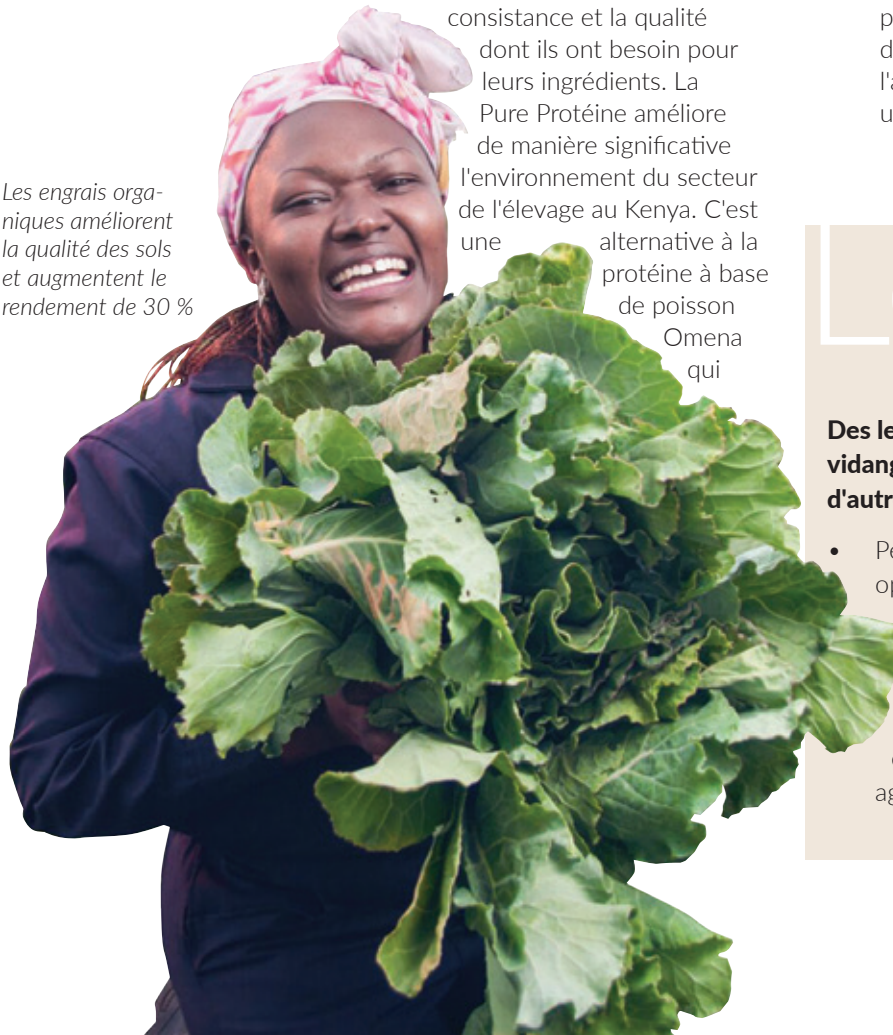 Les engrais orga-
niques améliorent
la qualité des sols
et augmentent le
rendement de 30 %
consistance et la qualité
dont ils ont besoin pour
leurs ingrédients. La
Pure Protéine améliore
de manière significative
l'environnement du secteur
de l'élevage au Kenya. C'est
une alternative à la
protéine à base
de poisson
Omena
qui
Des
d'autr